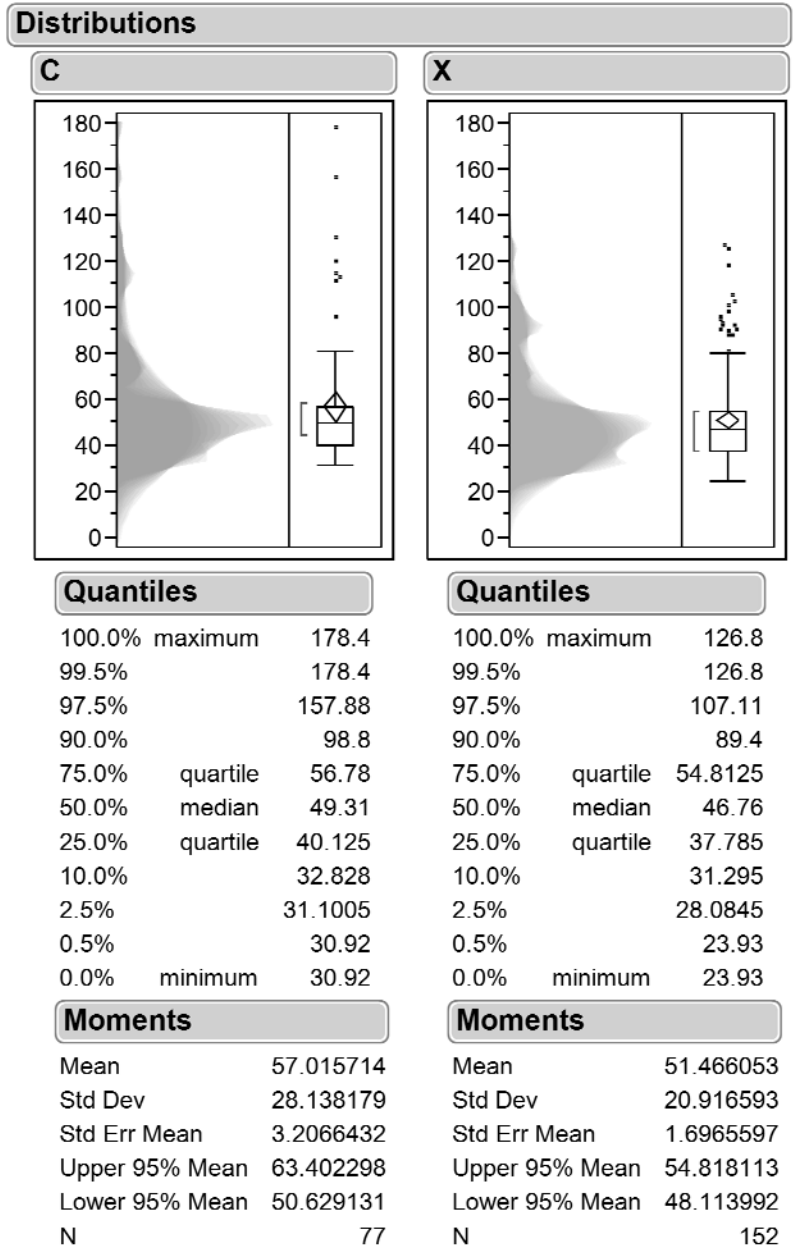 Distributions
C
180
160
140
120
100
80
60
40
20
0
Quantiles
100.0% maximum 178.4
99.5% 178.4
97.5% 157.88
90.0% 98.8
75.0% quartile 56.78
50.0% median 49.31
25.0% quartile 40.125
10.0% 32.828
2.5% 31.1005
0.5% 30.92
0.0% minimum 30.92
Moments
Mean 57.015714
Std Dev 28.138179
Std Err Mean 3.2066432
Upper 95% Mean 63.402298
Lower 95% Mean 50.629131
N 77
X
180
160
140
120
100
80
60
40
20
0
Quantiles
100.0% maximum 126.8
99.5% 126.8
97.5% 107.11
90.0% 89.4
75.0% quartile 54.8125
50.0% median 46.76
25.0% quartile 37.785
10.0% 31.295
2.5% 28.0845
0.5% 23.93
0.0% minimum 23.93
Moments
Mean 51.466053
Std Dev 20.916593
Std Err Mean 1.6965597
Upper 95% Mean 54.818113
Lower 95% Mean 48.113992
N 152